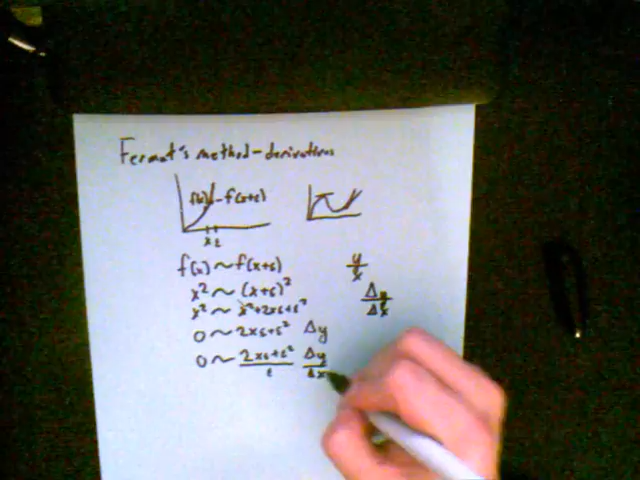 Fermat's method-derivatives
f(x) - f(x+ε)
x ε
f(x) ~ f(x+ε)
y/x
x² ~ (x+ε)²
Δy/Δx
x² ~ x²+2xε+ε²
0 ~ 2xε+ε² Δy
0 ~ (2xε+ε²)/ε Δy/Δx